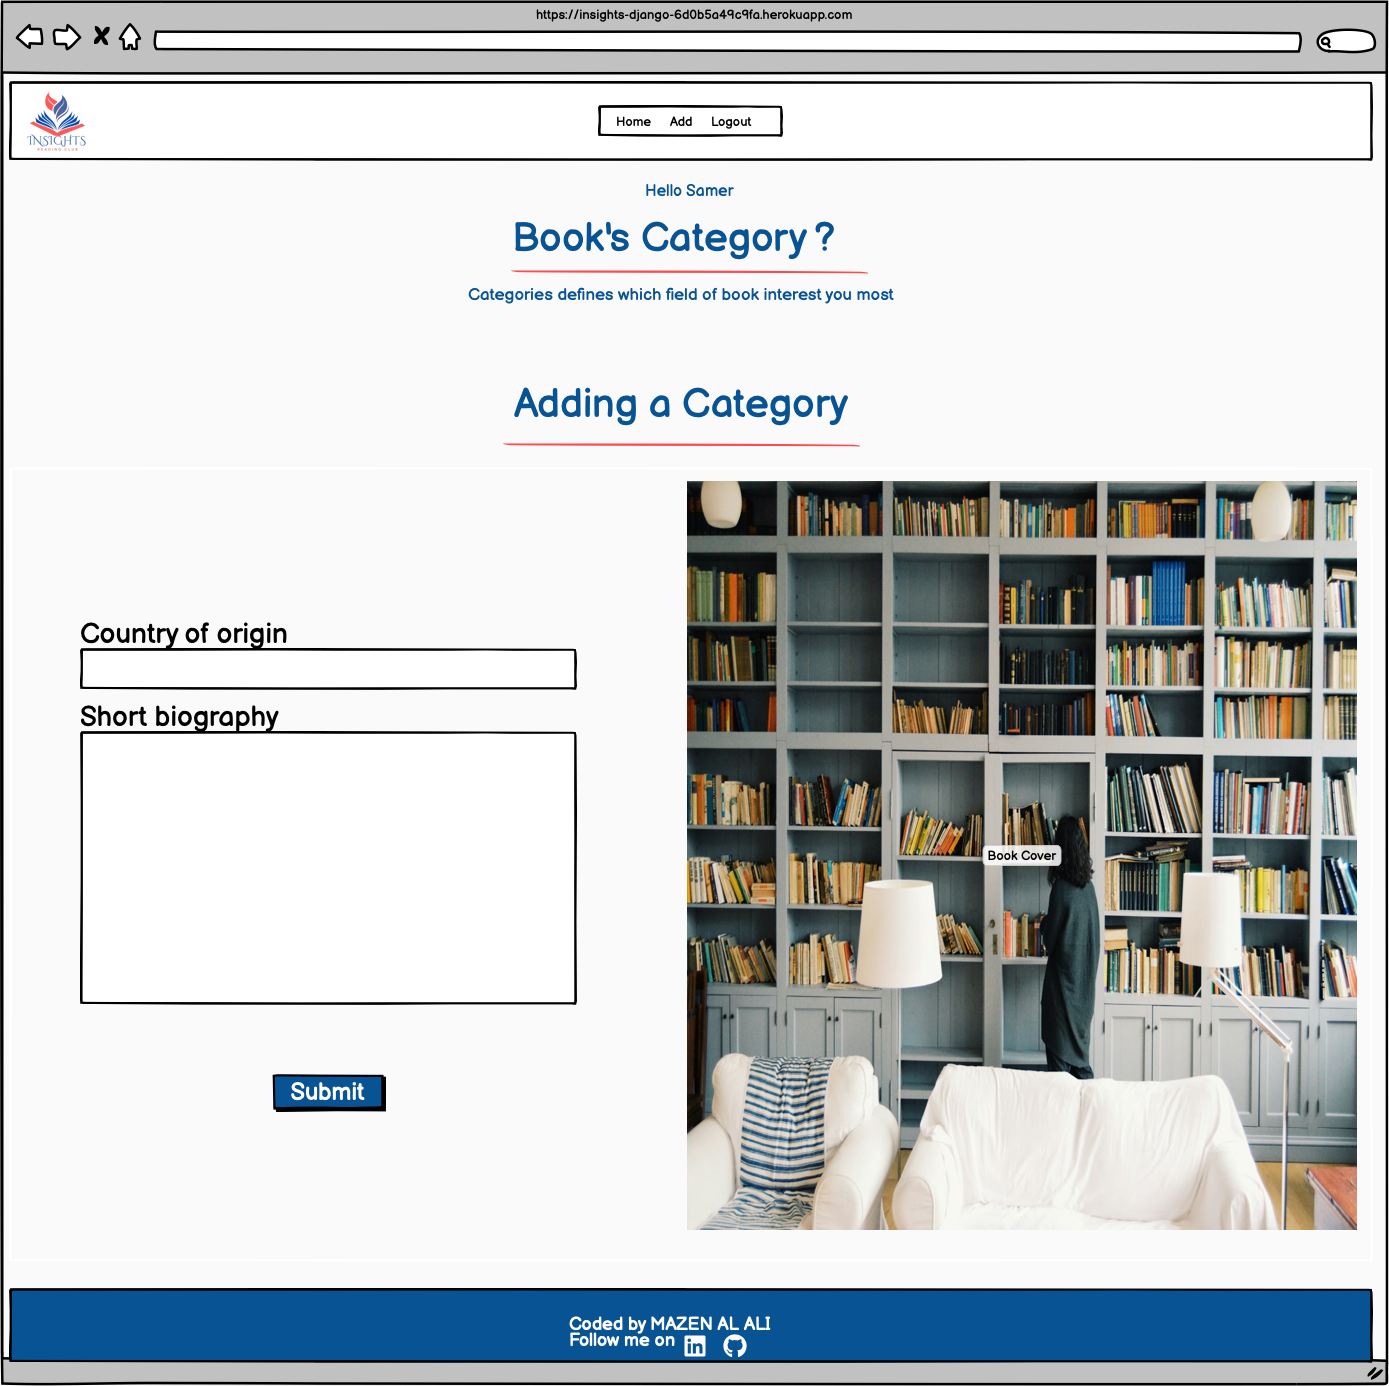 https://insights-django-6d0b5a49c9fa.herokuapp.com
INSIGHTS
READING CLUB
Home Add Logout
Hello Samer
Book's Category ?
Categories defines which field of book interest you most
Adding a Category
Country of origin
Short biography
Book Cover
Submit
Coded by MAZEN AL ALI
Follow me on in